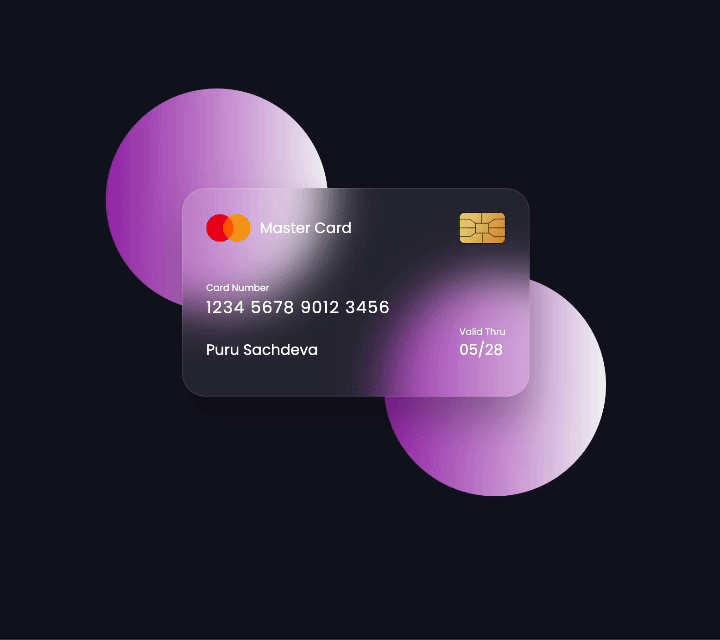 Master Card
Card Number
1234 5678 9012 3456
Valid Thru
Puru Sachdeva
05/28